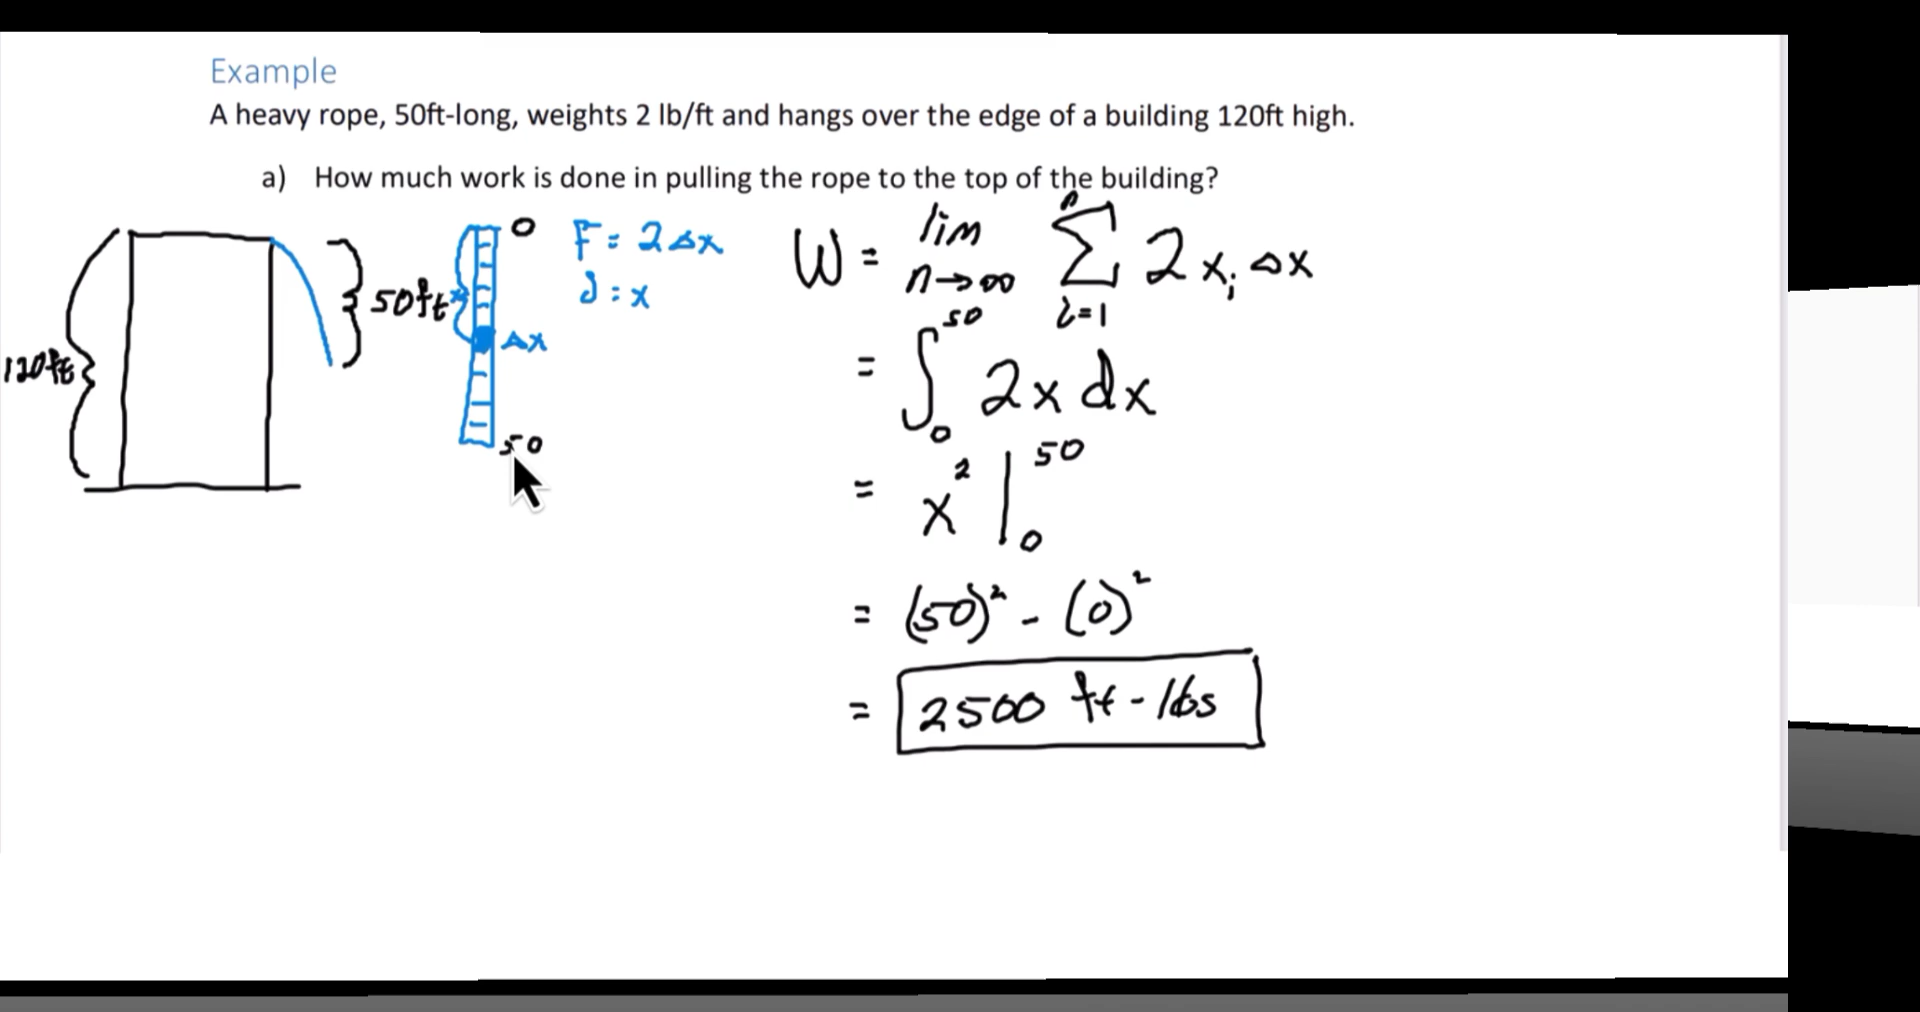 Example
A heavy rope, 50ft-long, weights 2 lb/ft and hangs over the edge of a building 120ft high.
a) How much work is done in pulling the rope to the top of the building?
120ft
50ft
x
0
Δx
50
F = 2Δx
d = x
W = lim n→∞ Σ i=1 n 2xᵢ Δx
= ∫₀⁵⁰ 2x dx
= x² |₀⁵⁰
= (50)² - (0)²
= 2500 ft-lbs